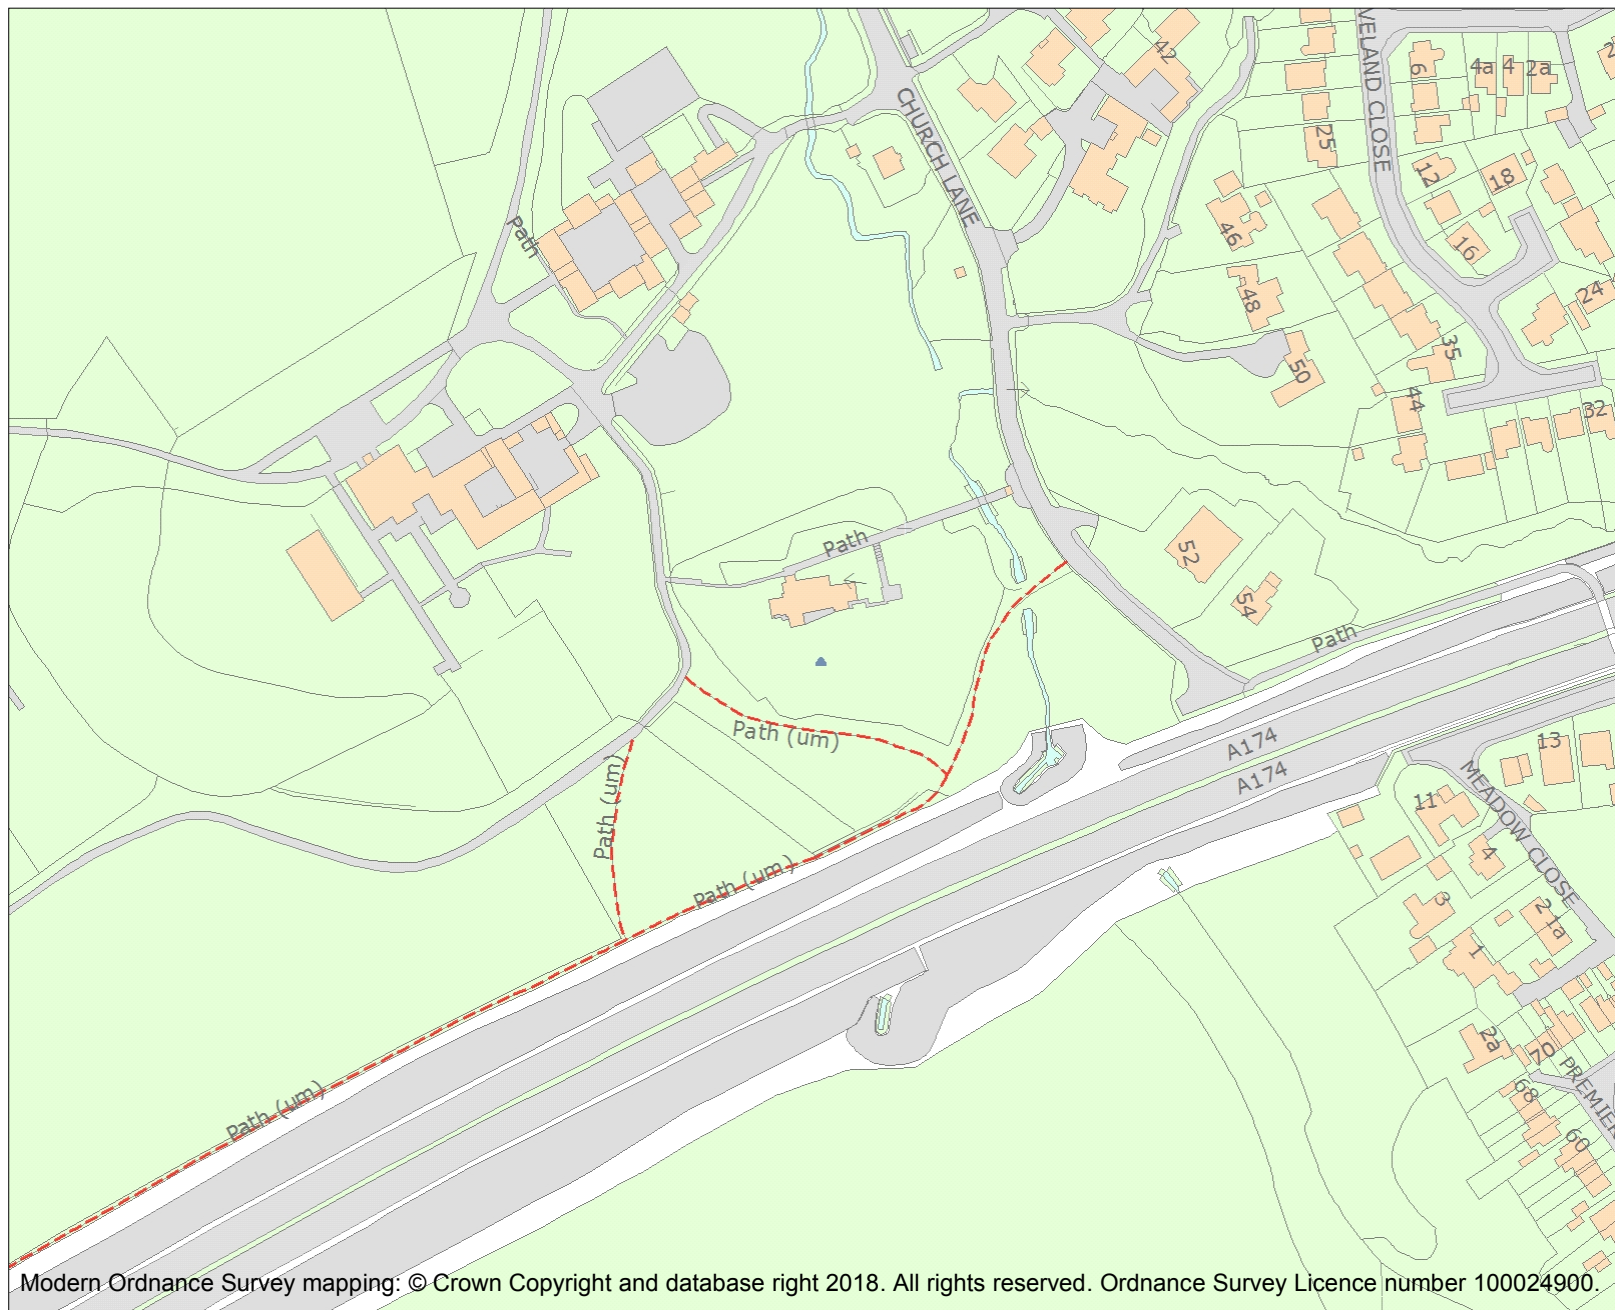 42
6
4a
4
2a
VELAND CLOSE
CHURCH LANE
25
12
18
Path
46
16
48
24
35
50
44
32
Path
52
54
Path
Path (um)
A174
A174
13
MEADOW CLOSE
11
Path (um)
4
Path (um)
3
2
1a
1
2a
70
PREMIER
68
60
Path (um)
Modern Ordnance Survey mapping: © Crown Copyright and database right 2018. All rights reserved. Ordnance Survey Licence number 100024900.